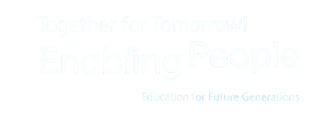 Together for Tomorrow!
Enabling People
Education for Future Generations